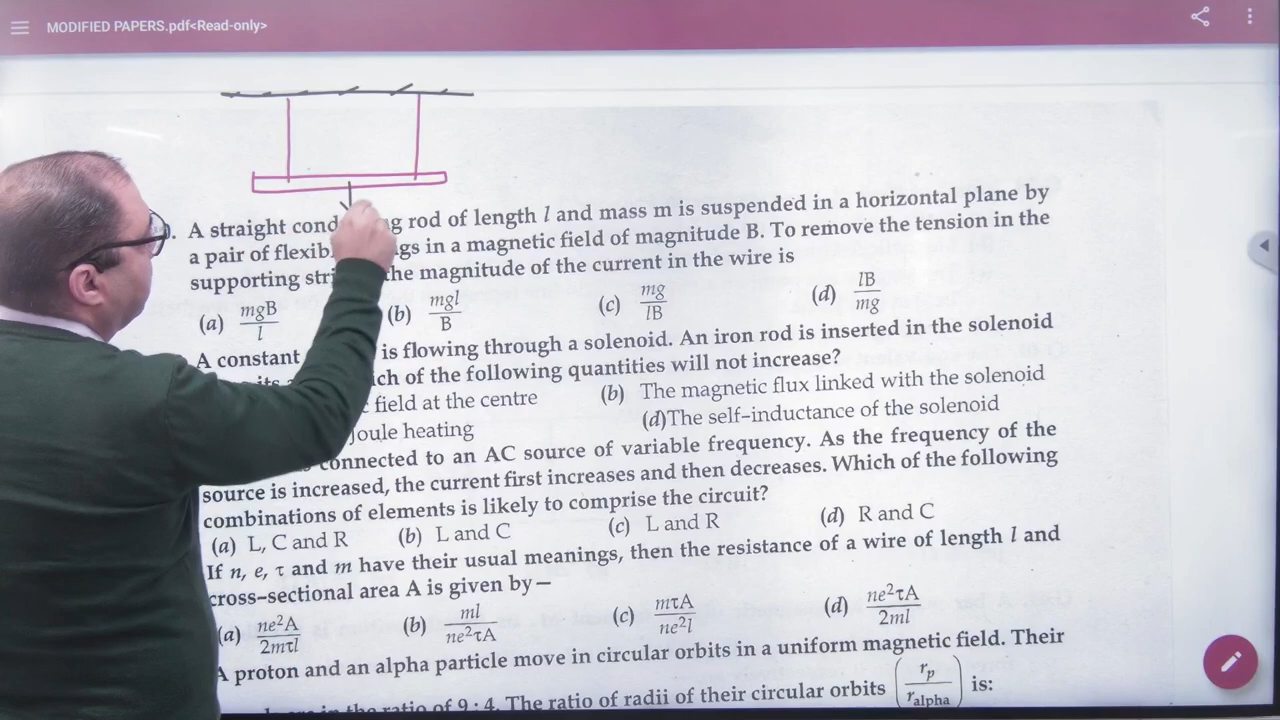 MODIFIED PAPERS.pdf<Read-only>
A straight cond g rod of length l and mass m is suspended in a horizontal plane by
a pair of flexib gs in a magnetic field of magnitude B. To remove the tension in the
supporting stri the magnitude of the current in the wire is
(a) mgB/l (b) mgl/B (c) mg/lB (d) lB/mg
A constant is flowing through a solenoid. An iron rod is inserted in the solenoid
ich of the following quantities will not increase?
field at the centre (b) The magnetic flux linked with the solenoid
Joule heating (d)The self-inductance of the solenoid
connected to an AC source of variable frequency. As the frequency of the
source is increased, the current first increases and then decreases. Which of the following
combinations of elements is likely to comprise the circuit?
(a) L, C and R (b) L and C (c) L and R (d) R and C
If n, e, τ and m have their usual meanings, then the resistance of a wire of length l and
cross-sectional area A is given by—
(a) ne²A/2mτl (b) ml/ne²τA (c) mτA/ne²l (d) ne²τA/2ml
A proton and an alpha particle move in circular orbits in a uniform magnetic field. Their
in the ratio of 9 : 4. The ratio of radii of their circular orbits (rp/ralpha) is: